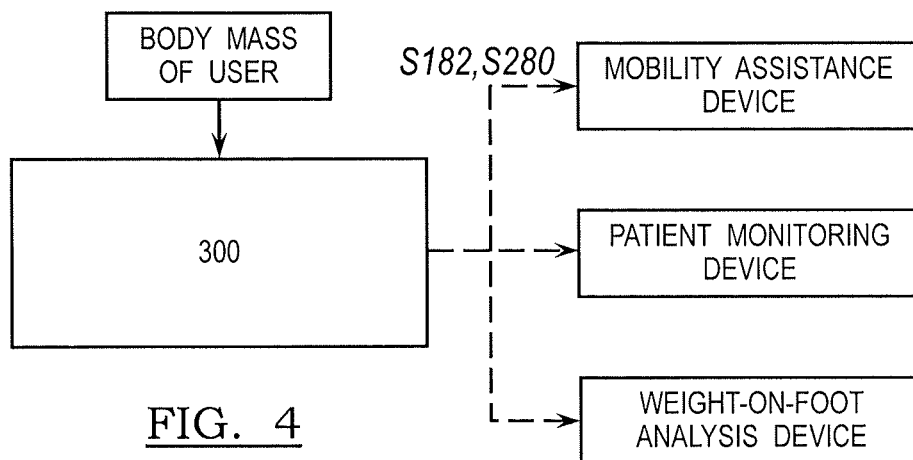 BODY MASS
OF USER
S182,S280
MOBILITY ASSISTANCE
DEVICE
300
PATIENT MONITORING
DEVICE
WEIGHT-ON-FOOT
ANALYSIS DEVICE
FIG. 4